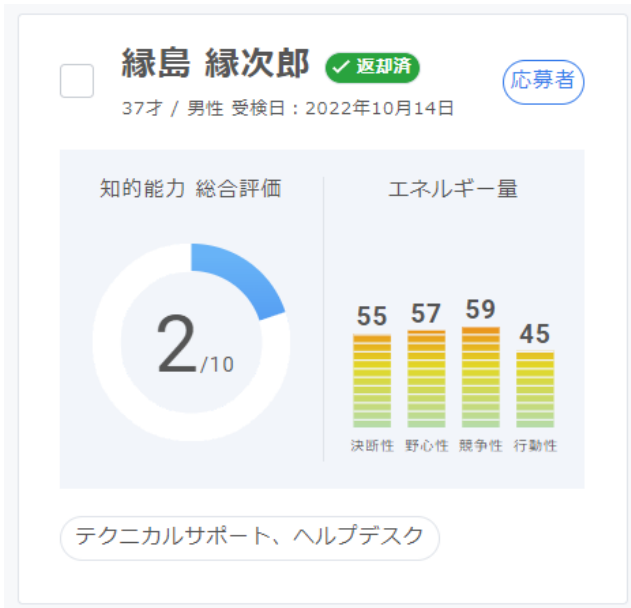 縁島 縁次郎 返却済
応募者
37才 / 男性 受検日：2022年10月14日
知的能力 総合評価
2/10
エネルギー量
55 57 59 45
決断性 野心性 競争性 行動性
テクニカルサポート、ヘルプデスク